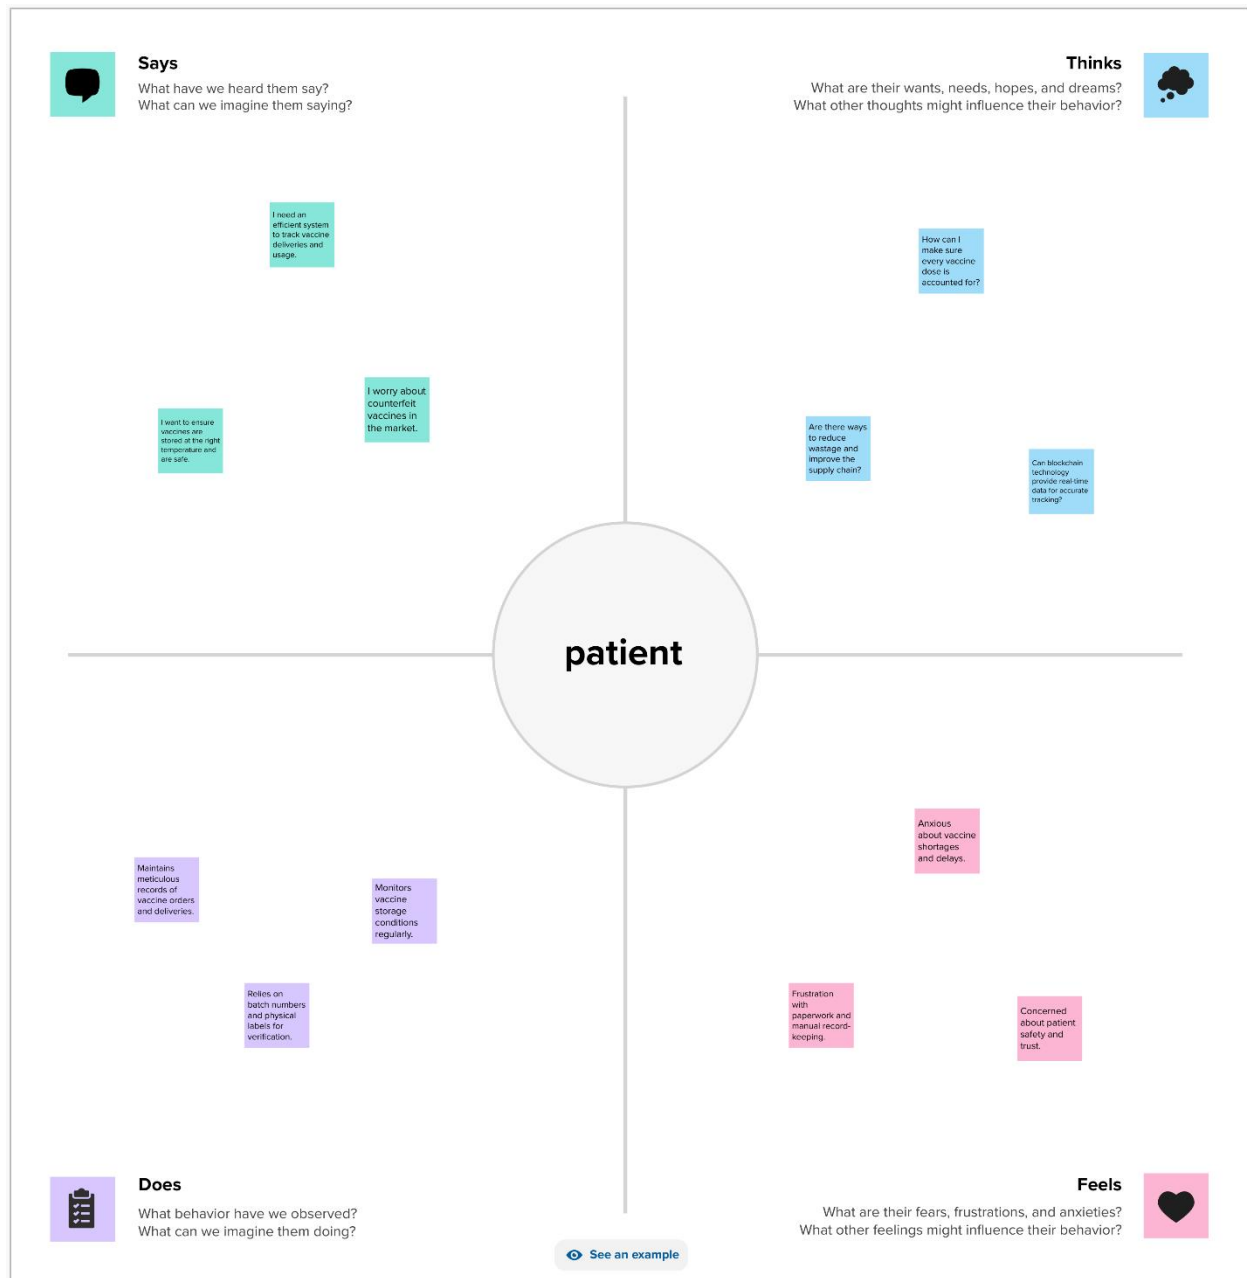 Says
What have we heard them say?
What can we imagine them saying?
Thinks
What are their wants, needs, hopes, and dreams?
What other thoughts might influence their behavior?
I need an
efficient system
to track vaccine
deliveries and
usage.
I want to ensure
vaccines are
stored at the right
temperature and
are safe.
I worry about
counterfeit
vaccines in
the market.
How can I
make sure
every vaccine
dose is
accounted for?
Are there ways
to reduce
wastage and
improve the
supply chain?
Can blockchain
technology
provide real-time
data for accurate
tracking?
patient
Maintains
meticulous
records of
vaccine orders
and deliveries.
Monitors
vaccine
storage
conditions
regularly.
Relies on
batch numbers
and physical
labels for
verification.
Anxious
about vaccine
shortages
and delays.
Frustration
with
paperwork and
manual record-
keeping.
Concerned
about patient
safety and
trust.
Does
What behavior have we observed?
What can we imagine them doing?
Feels
What are their fears, frustrations, and anxieties?
What other feelings might influence their behavior?
See an example